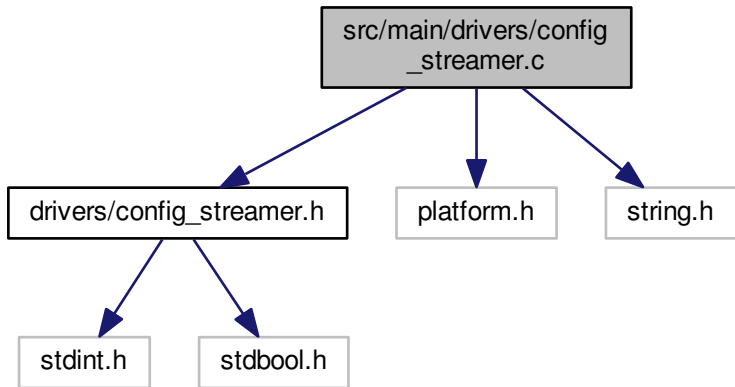 src/main/drivers/config
_streamer.c
drivers/config_streamer.h
platform.h
string.h
stdint.h
stdbool.h